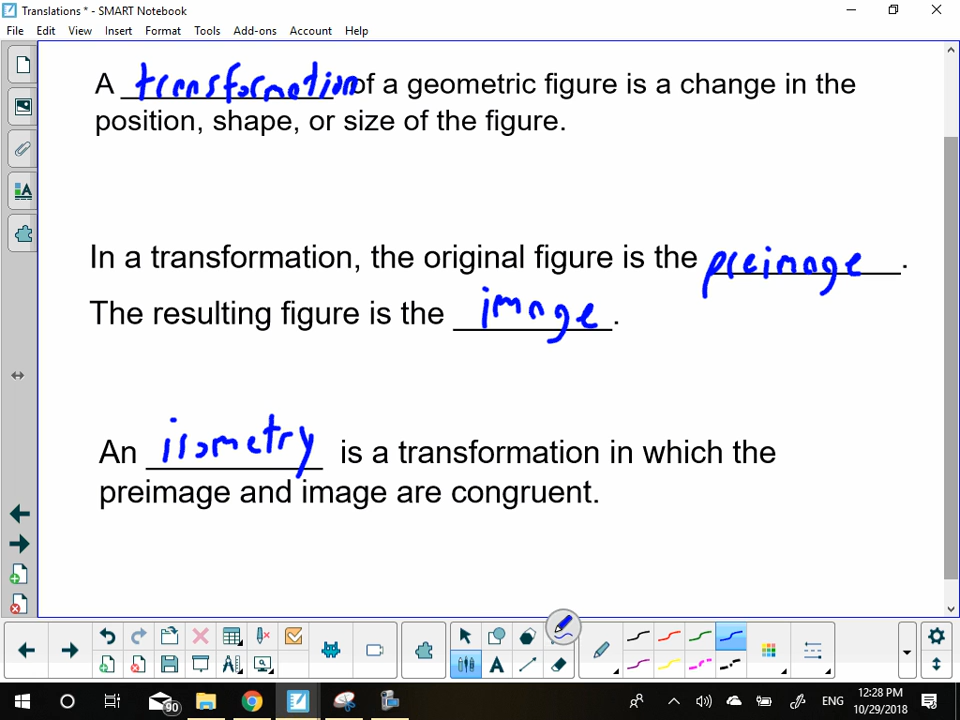 Translations * - SMART Notebook
File Edit View Insert Format Tools Add-ons Account Help
A transformation of a geometric figure is a change in the
position, shape, or size of the figure.
In a transformation, the original figure is the preimage.
The resulting figure is the image.
An isometry is a transformation in which the
preimage and image are congruent.
A
A
90
ENG
12:28 PM
10/29/2018